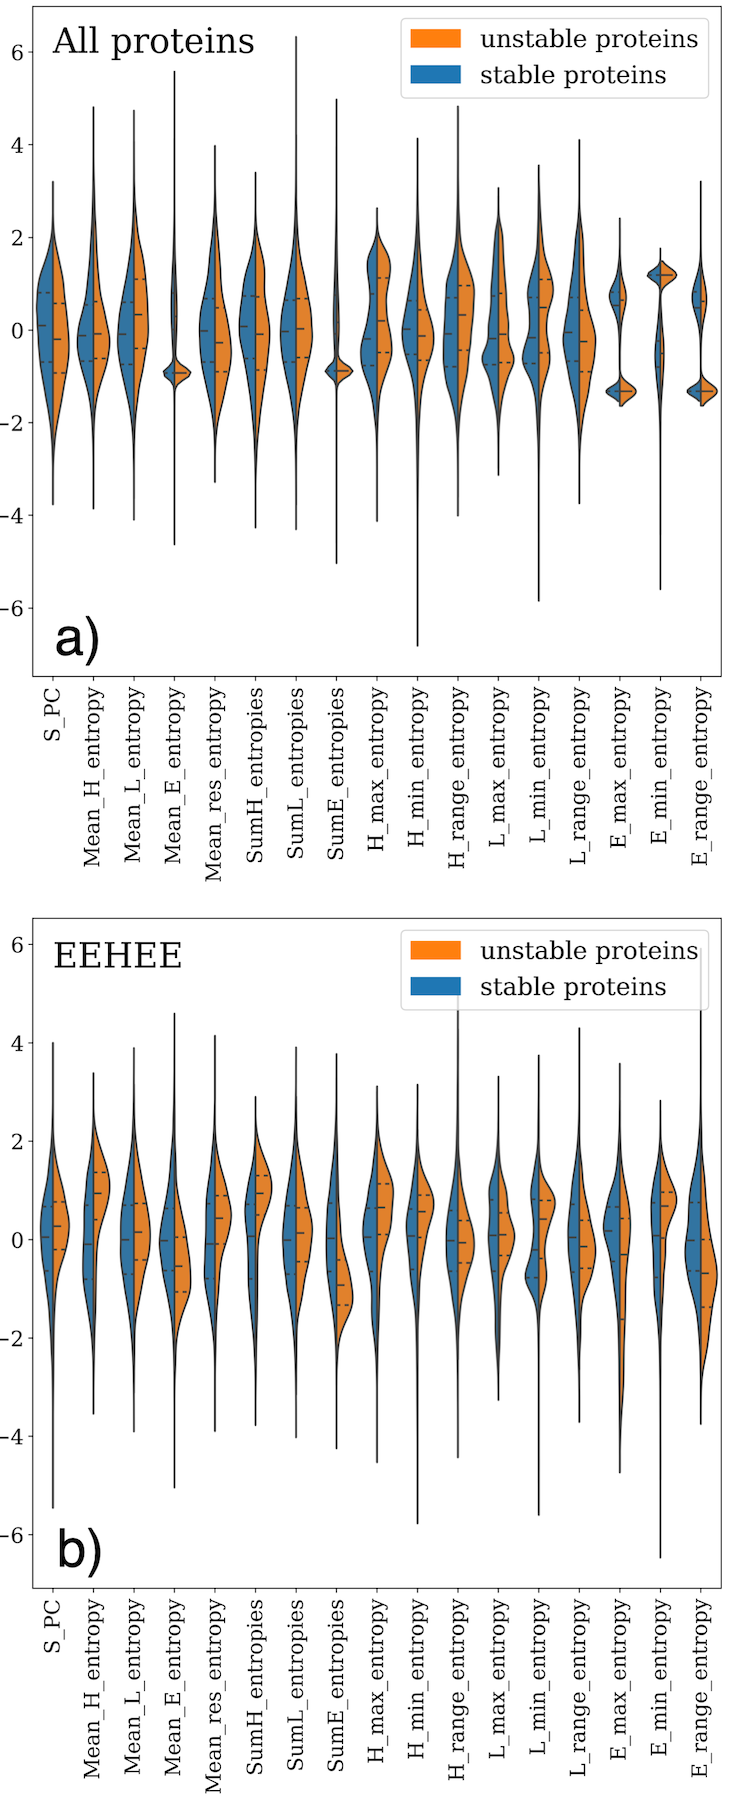 All proteins
unstable proteins
stable proteins
6
4
2
0
−2
−4
−6
a)
S_PC
Mean_H_entropy
Mean_L_entropy
Mean_E_entropy
Mean_res_entropy
SumH_entropies
SumL_entropies
SumE_entropies
H_max_entropy
H_min_entropy
H_range_entropy
L_max_entropy
L_min_entropy
L_range_entropy
E_max_entropy
E_min_entropy
E_range_entropy
EEHEE
unstable proteins
stable proteins
6
4
2
0
−2
−4
−6
b)
S_PC
Mean_H_entropy
Mean_L_entropy
Mean_E_entropy
Mean_res_entropy
SumH_entropies
SumL_entropies
SumE_entropies
H_max_entropy
H_min_entropy
H_range_entropy
L_max_entropy
L_min_entropy
L_range_entropy
E_max_entropy
E_min_entropy
E_range_entropy